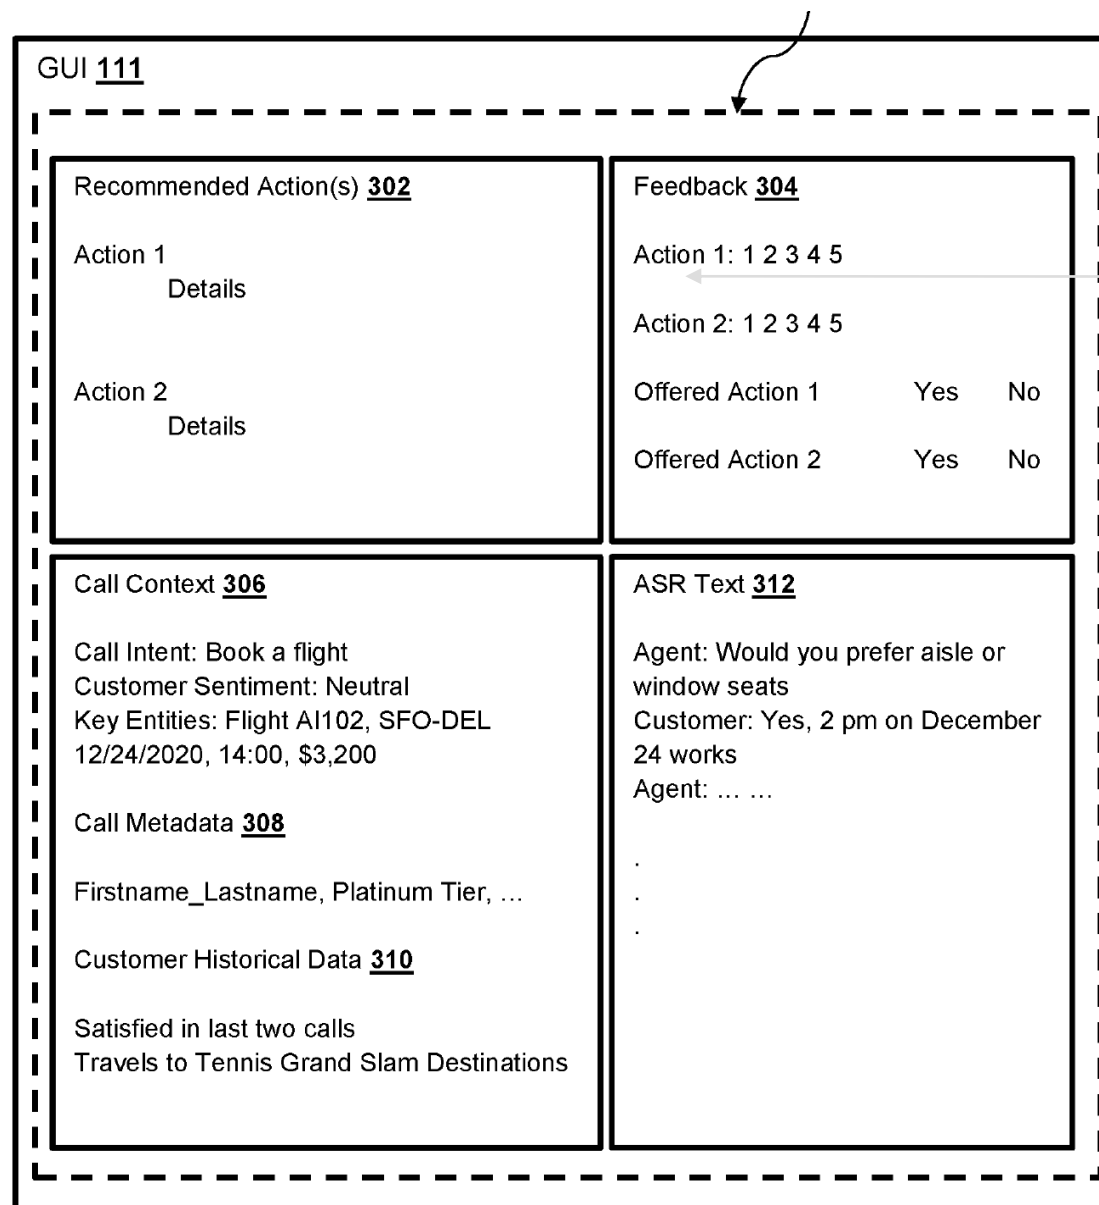 GUI 111
Recommended Action(s) 302
Action 1
Details
Action 2
Details
Feedback 304
Action 1: 1 2 3 4 5
Action 2: 1 2 3 4 5
Offered Action 1 Yes No
Offered Action 2 Yes No
Call Context 306
Call Intent: Book a flight
Customer Sentiment: Neutral
Key Entities: Flight AI102, SFO-DEL
12/24/2020, 14:00, $3,200
Call Metadata 308
Firstname_Lastname, Platinum Tier, ...
Customer Historical Data 310
Satisfied in last two calls
Travels to Tennis Grand Slam Destinations
ASR Text 312
Agent: Would you prefer aisle or
window seats
Customer: Yes, 2 pm on December
24 works
Agent: ... ...
.
.
.